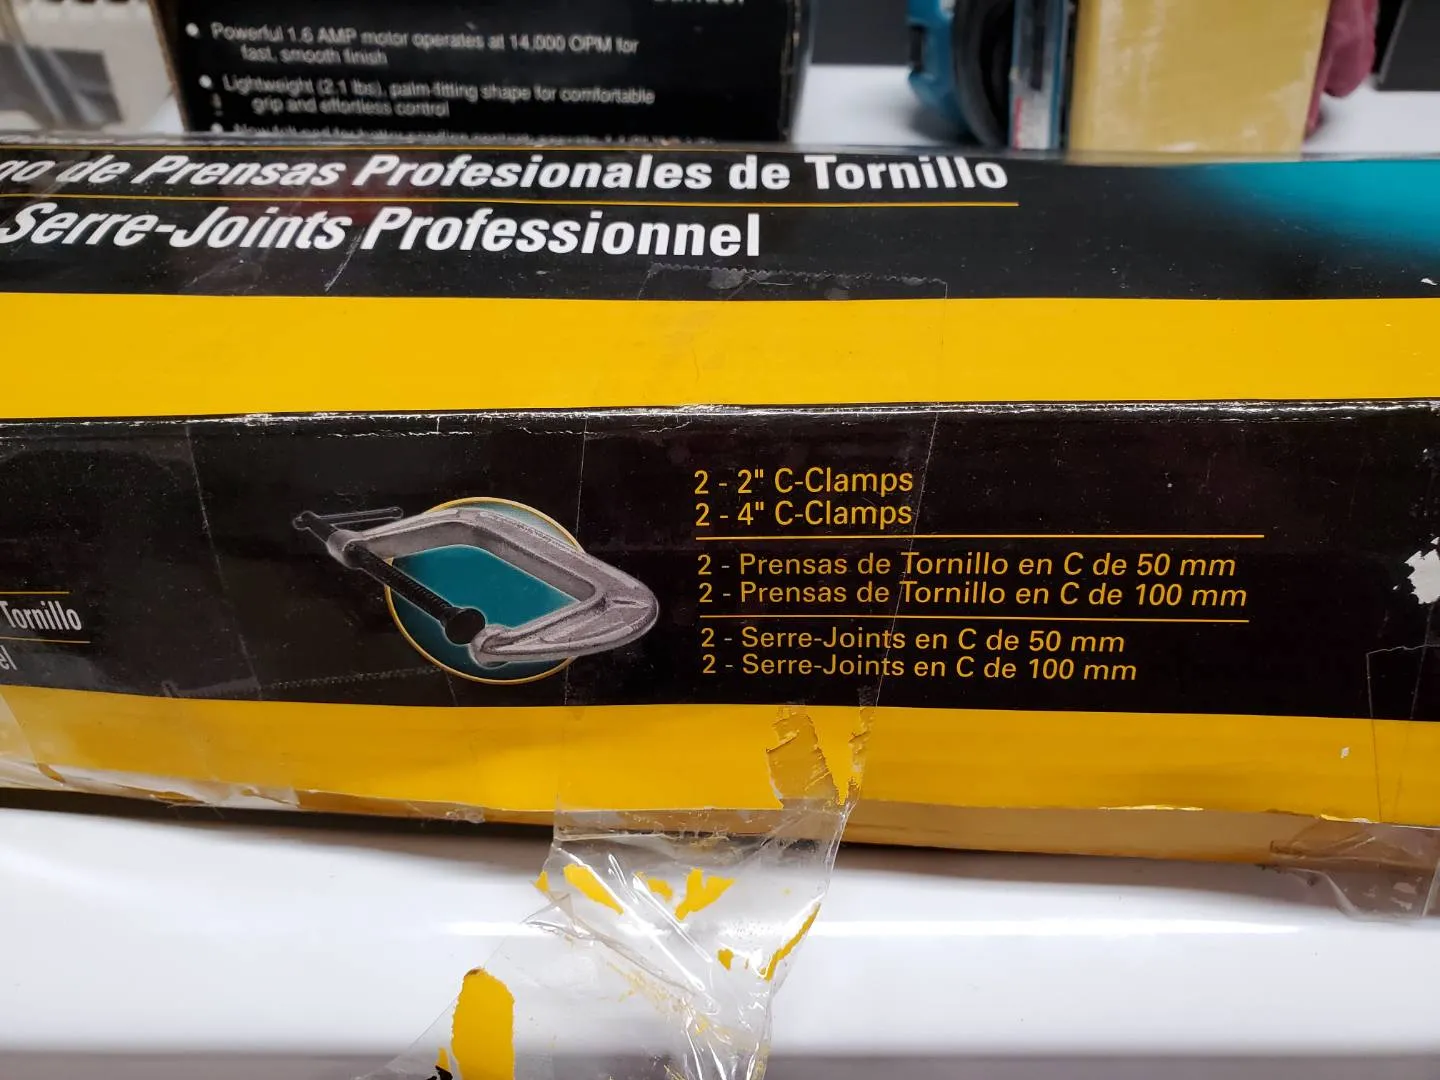 • Powerful 1.6 AMP motor operates at 14,000 OPM for
fast, smooth finish
• Lightweight (2.1 lbs), palm-fitting shape for comfortable
grip and effortless control
go de Prensas Profesionales de Tornillo
Serre-Joints Professionnel
2 - 2" C-Clamps
2 - 4" C-Clamps
2 - Prensas de Tornillo en C de 50 mm
2 - Prensas de Tornillo en C de 100 mm
2 - Serre-Joints en C de 50 mm
2 - Serre-Joints en C de 100 mm
Tornillo
el